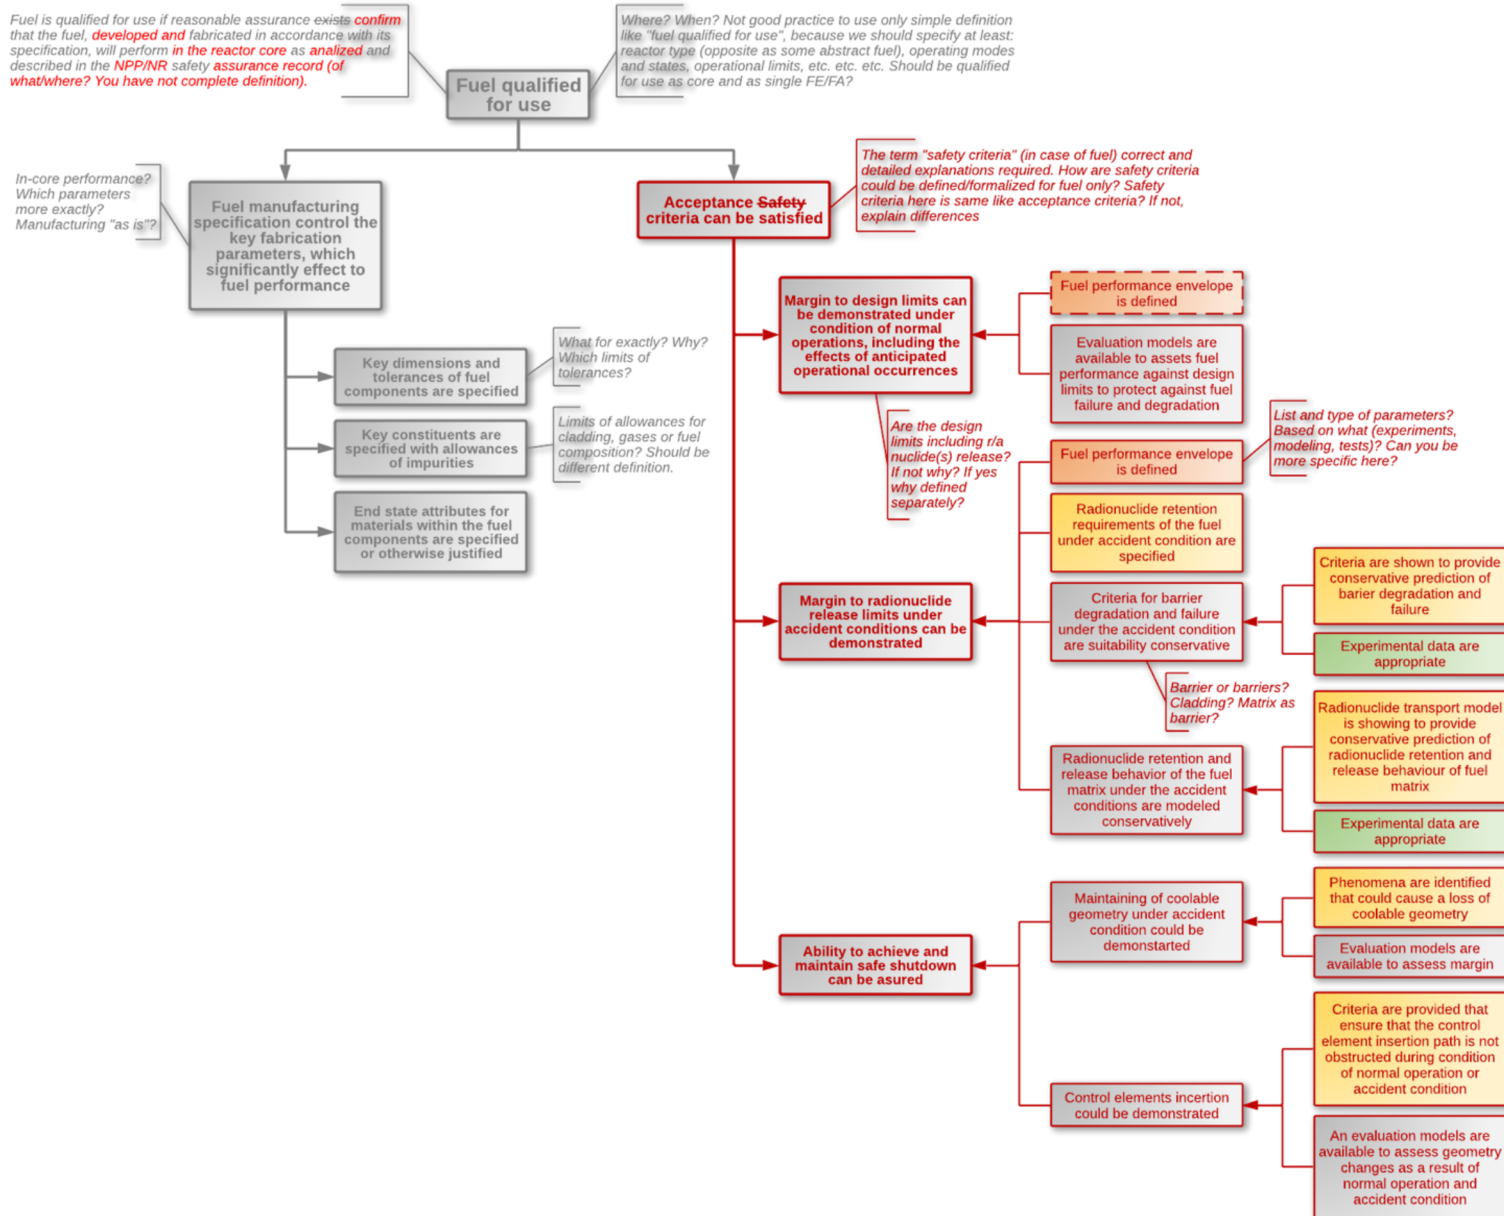 Fuel is qualified for use if reasonable assurance exists confirm
that the fuel, developed and fabricated in accordance with its
specification, will perform in the reactor core as analized and
described in the NPP/NR safety assurance record (of
what/where? You have not complete definition).
Where? When? Not good practice to use only simple definition
like "fuel qualified for use", because we should specify at least:
reactor type (opposite as some abstract fuel), operating modes
and states, operational limits, etc. etc. etc. Should be qualified
for use as core and as single FE/FA?
Fuel qualified
for use
In-core performance?
Which parameters
more exactly?
Manufacturing "as is"?
Fuel manufacturing
specification control the
key fabrication
parameters, which
significantly effect to
fuel performance
Acceptance Safety
criteria can be satisfied
The term "safety criteria" (in case of fuel) correct and
detailed explanations required. How are safety criteria
could be defined/formalized for fuel only? Safety
criteria here is same like acceptance criteria? If not,
explain differences
Key dimensions and
tolerances of fuel
components are specified
What for exactly? Why?
Which limits of
tolerances?
Key constituents are
specified with allowances
of impurities
Limits of allowances for
cladding, gases or fuel
composition? Should be
different definition.
End state attributes for
materials within the fuel
components are specified
or otherwise justified
Margin to design limits can
be demonstrated under
condition of normal
operations, including the
effects of anticipated
operational occurrences
Are the design
limits including r/a
nuclide(s) release?
If not why? If yes
why defined
separately?
Fuel performance envelope
is defined
Evaluation models are
available to assets fuel
performance against design
limits to protect against fuel
failure and degradation
Margin to radionuclide
release limits under
accident conditions can be
demonstrated
Fuel performance envelope
is defined
List and type of parameters?
Based on what (experiments,
modeling, tests)? Can you be
more specific here?
Radionuclide retention
requirements of the fuel
under accident condition are
specified
Criteria for barrier
degradation and failure
under the accident condition
are suitability conservative
Barrier or barriers?
Cladding? Matrix as
barrier?
Criteria are shown to provide
conservative prediction of
barrier degradation and
failure
Experimental data are
appropriate
Radionuclide retention and
release behavior of the fuel
matrix under the accident
conditions are modeled
conservatively
Radionuclide transport model
is showing to provide
conservative prediction of
radionuclide retention and
release behaviour of fuel
matrix
Experimental data are
appropriate
Ability to achieve and
maintain safe shutdown
can be asured
Maintaining of coolable
geometry under accident
condition could be
demonstarted
Phenomena are identified
that could cause a loss of
coolable geometry
Evaluation models are
available to assess margin
Control elements incertion
could be demonstrated
Criteria are provided that
ensure that the control
element insertion path is not
obstructed during condition
of normal operation or
accident condition
An evaluation models are
available to assess geometry
changes as a result of
normal operation and
accident condition